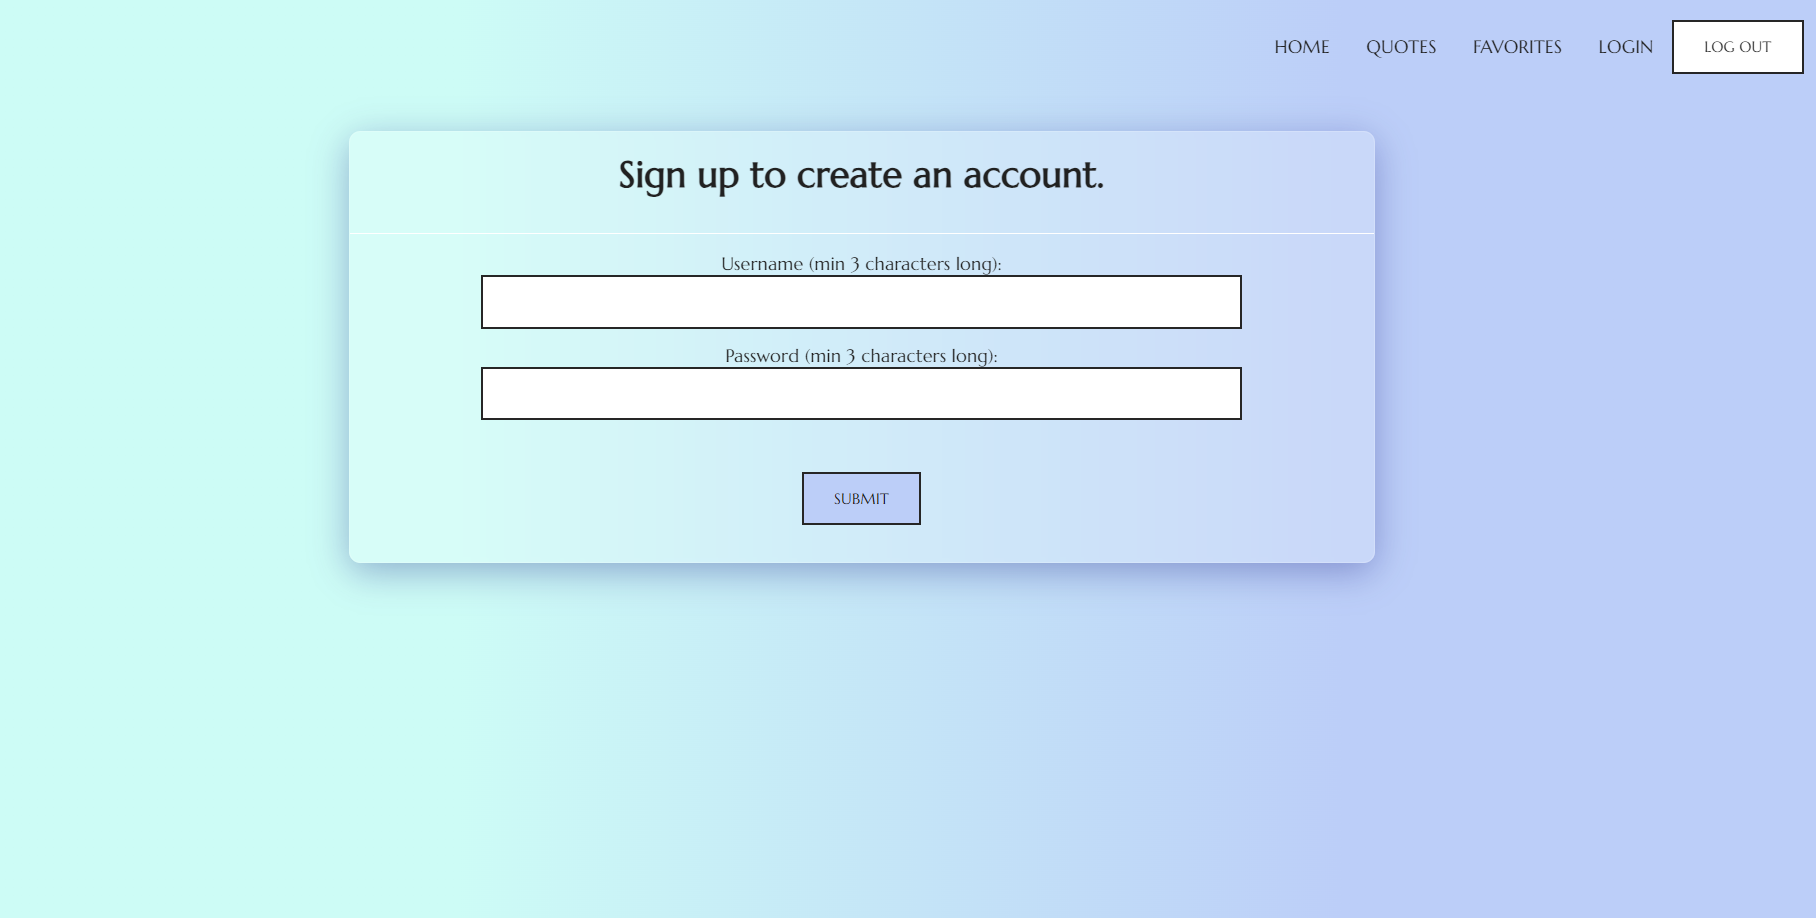 HOME QUOTES FAVORITES LOGIN LOG OUT
Sign up to create an account.
Username (min 3 characters long):
Password (min 3 characters long):
SUBMIT